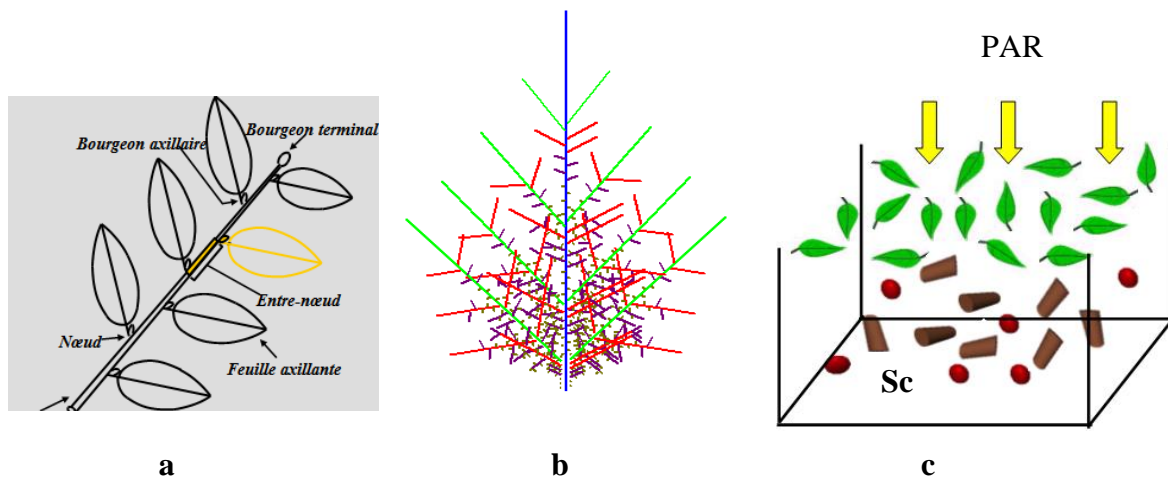 PAR
Bourgeon terminal
Bourgeon axillaire
Entre-nœud
Nœud
Feuille axillante
Sc
a
b
c